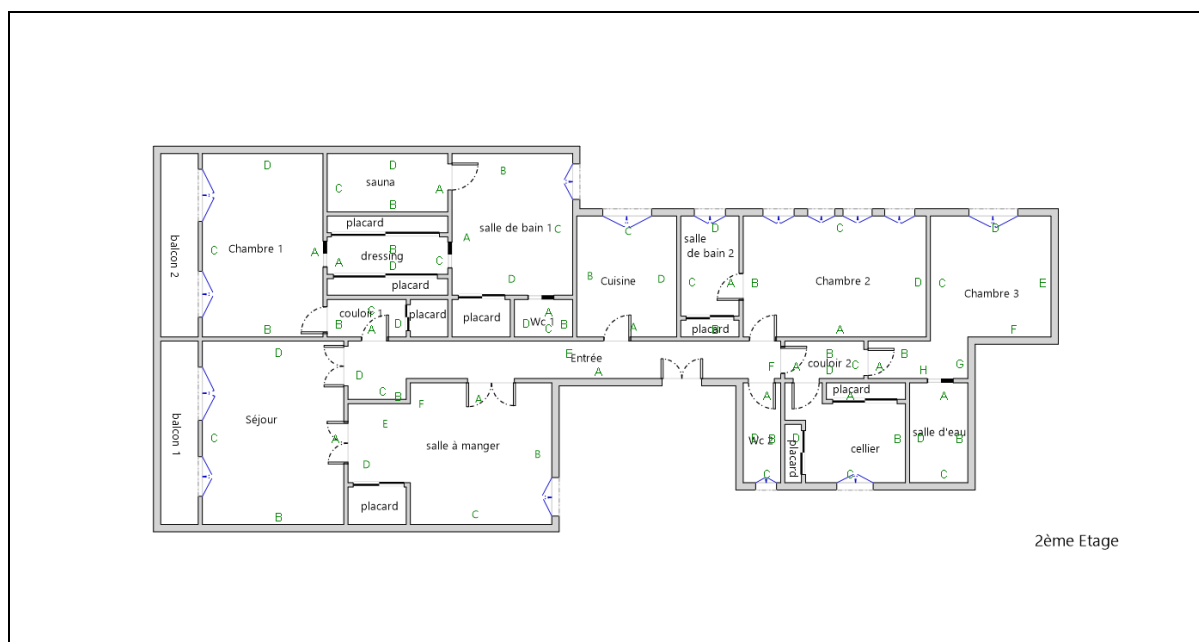 D
D
B
sauna
C
A
B
placard
salle de bain 1
C
A
balcon 2
Chambre 1
C
A
B
dressing
A
D
C
placard
D
C
couloir 1
B
A
D
placard
placard
Wc 1
A
D
C
B
B
C
Cuisine
B
D
A
D
salle
de bain 2
C
A
placard
B
C
B
Chambre 2
D
A
D
C
E
Chambre 3
F
G
H
B
A
E
Entrée
A
F
D
C
B
couloir 2
B
A
D
C
balcon 1
D
Séjour
C
A
B
F
A
E
salle à manger
B
D
placard
C
Wc 2
D
B
C
placard
A
D
placard
B
cellier
C
A
salle d'eau
D
B
C
2ème Etage